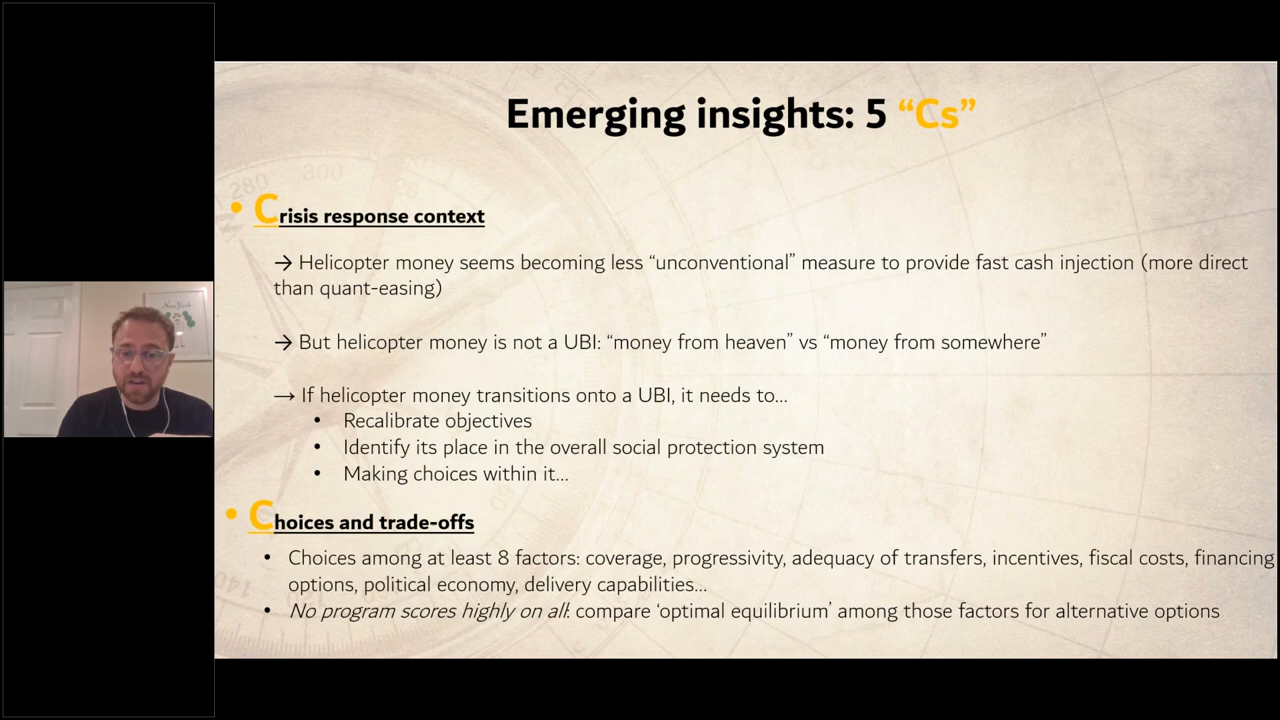 Emerging insights: 5 “Cs”
• Crisis response context
→ Helicopter money seems becoming less “unconventional” measure to provide fast cash injection (more direct
than quant-easing)
→ But helicopter money is not a UBI: “money from heaven” vs “money from somewhere”
→ If helicopter money transitions onto a UBI, it needs to…
• Recalibrate objectives
• Identify its place in the overall social protection system
• Making choices within it…
• Choices and trade-offs
• Choices among at least 8 factors: coverage, progressivity, adequacy of transfers, incentives, fiscal costs, financing
options, political economy, delivery capabilities…
• No program scores highly on all: compare ‘optimal equilibrium’ among those factors for alternative options
280
300
140
New York